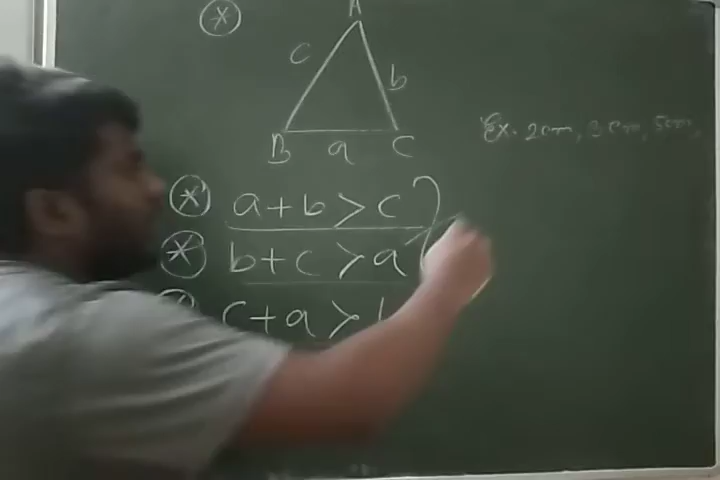 A
c b
B a C
Ex. 2cm, 3cm, 5cm,
a+b>c
b+c>a
c+a>